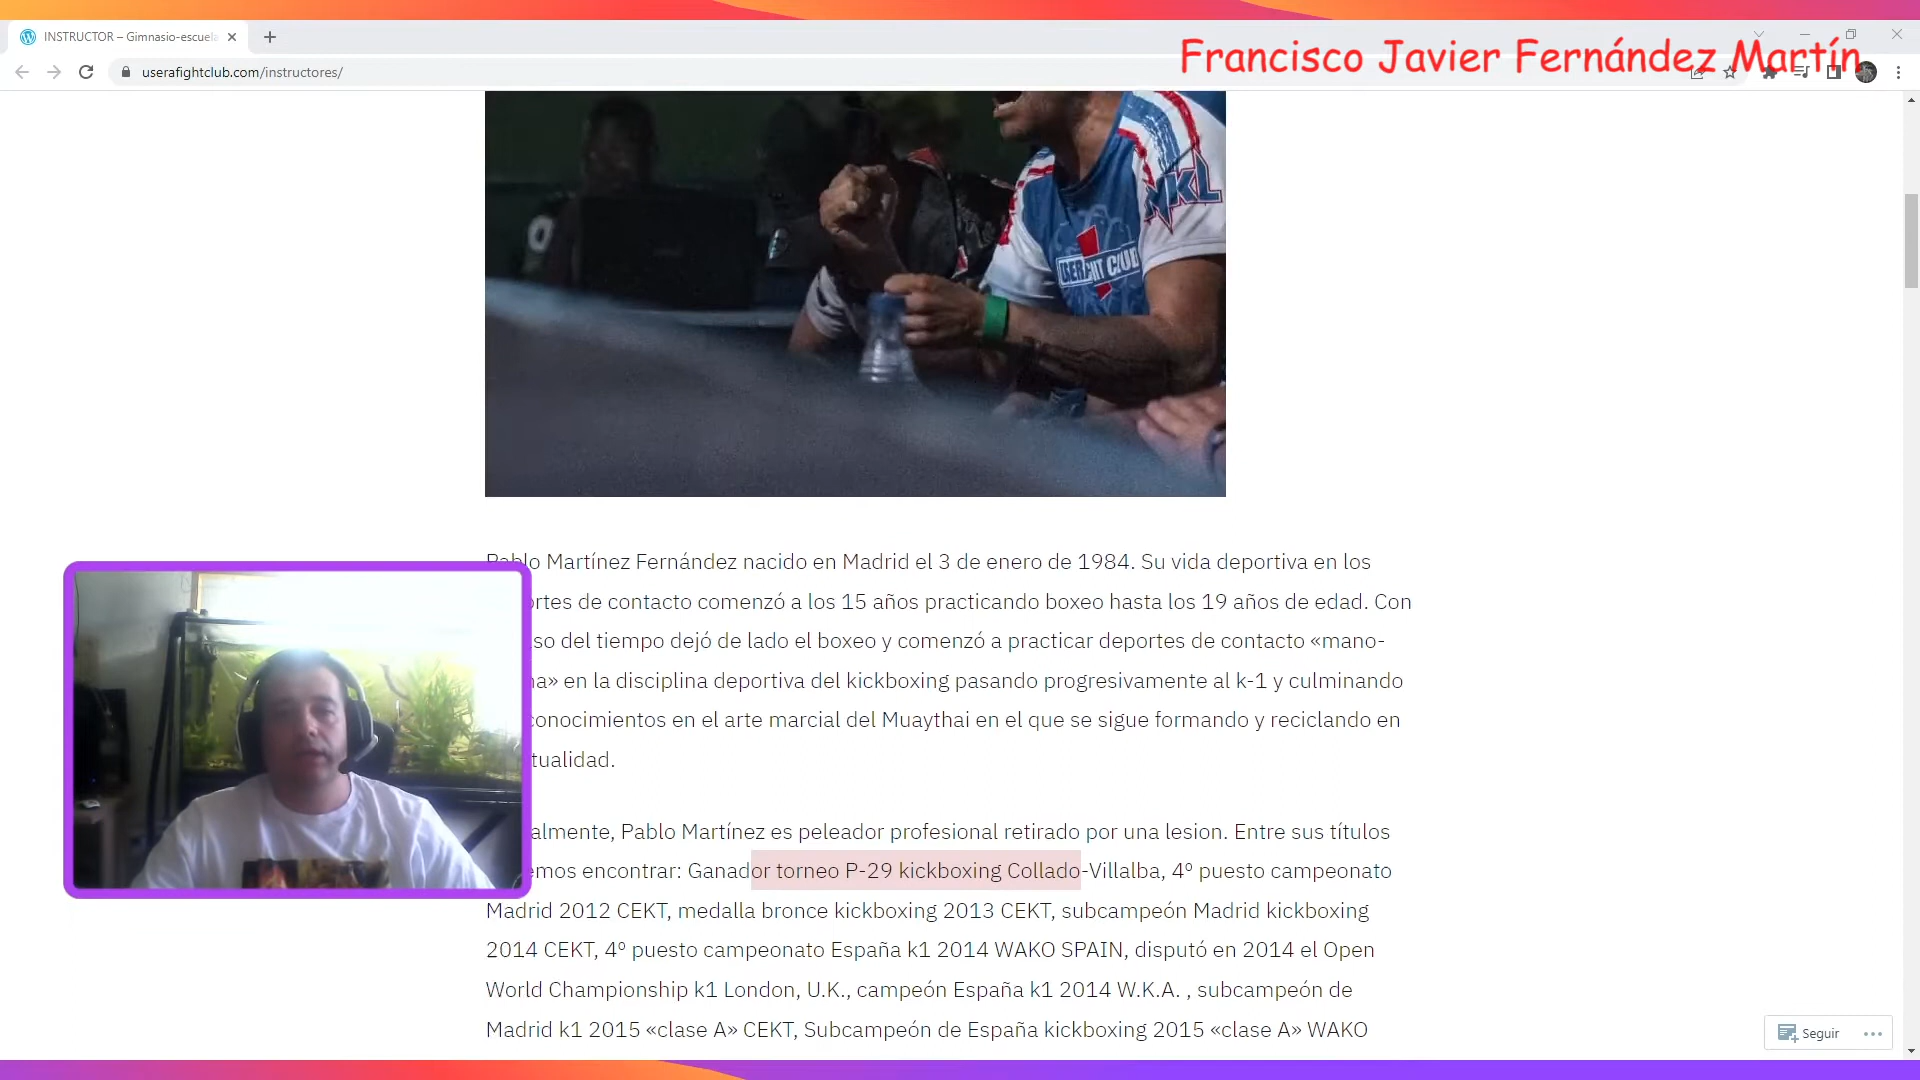 INSTRUCTOR – Gimnasio-escuela
Francisco Javier Fernández Martín
userafightclub.com/instructores/
NKL
CLUB
Pablo Martínez Fernández nacido en Madrid el 3 de enero de 1984. Su vida deportiva en los
ortes de contacto comenzó a los 15 años practicando boxeo hasta los 19 años de edad. Con
so del tiempo dejó de lado el boxeo y comenzó a practicar deportes de contacto «mano-
na» en la disciplina deportiva del kickboxing pasando progresivamente al k-1 y culminando
conocimientos en el arte marcial del Muaythai en el que se sigue formando y reciclando en
tualidad.
almente, Pablo Martínez es peleador profesional retirado por una lesion. Entre sus títulos
emos encontrar: Ganador torneo P-29 kickboxing Collado-Villalba, 4º puesto campeonato
Madrid 2012 CEKT, medalla bronce kickboxing 2013 CEKT, subcampeón Madrid kickboxing
2014 CEKT, 4º puesto campeonato España k1 2014 WAKO SPAIN, disputó en 2014 el Open
World Championship k1 London, U.K., campeón España k1 2014 W.K.A. , subcampeón de
Madrid k1 2015 «clase A» CEKT, Subcampeón de España kickboxing 2015 «clase A» WAKO
Seguir